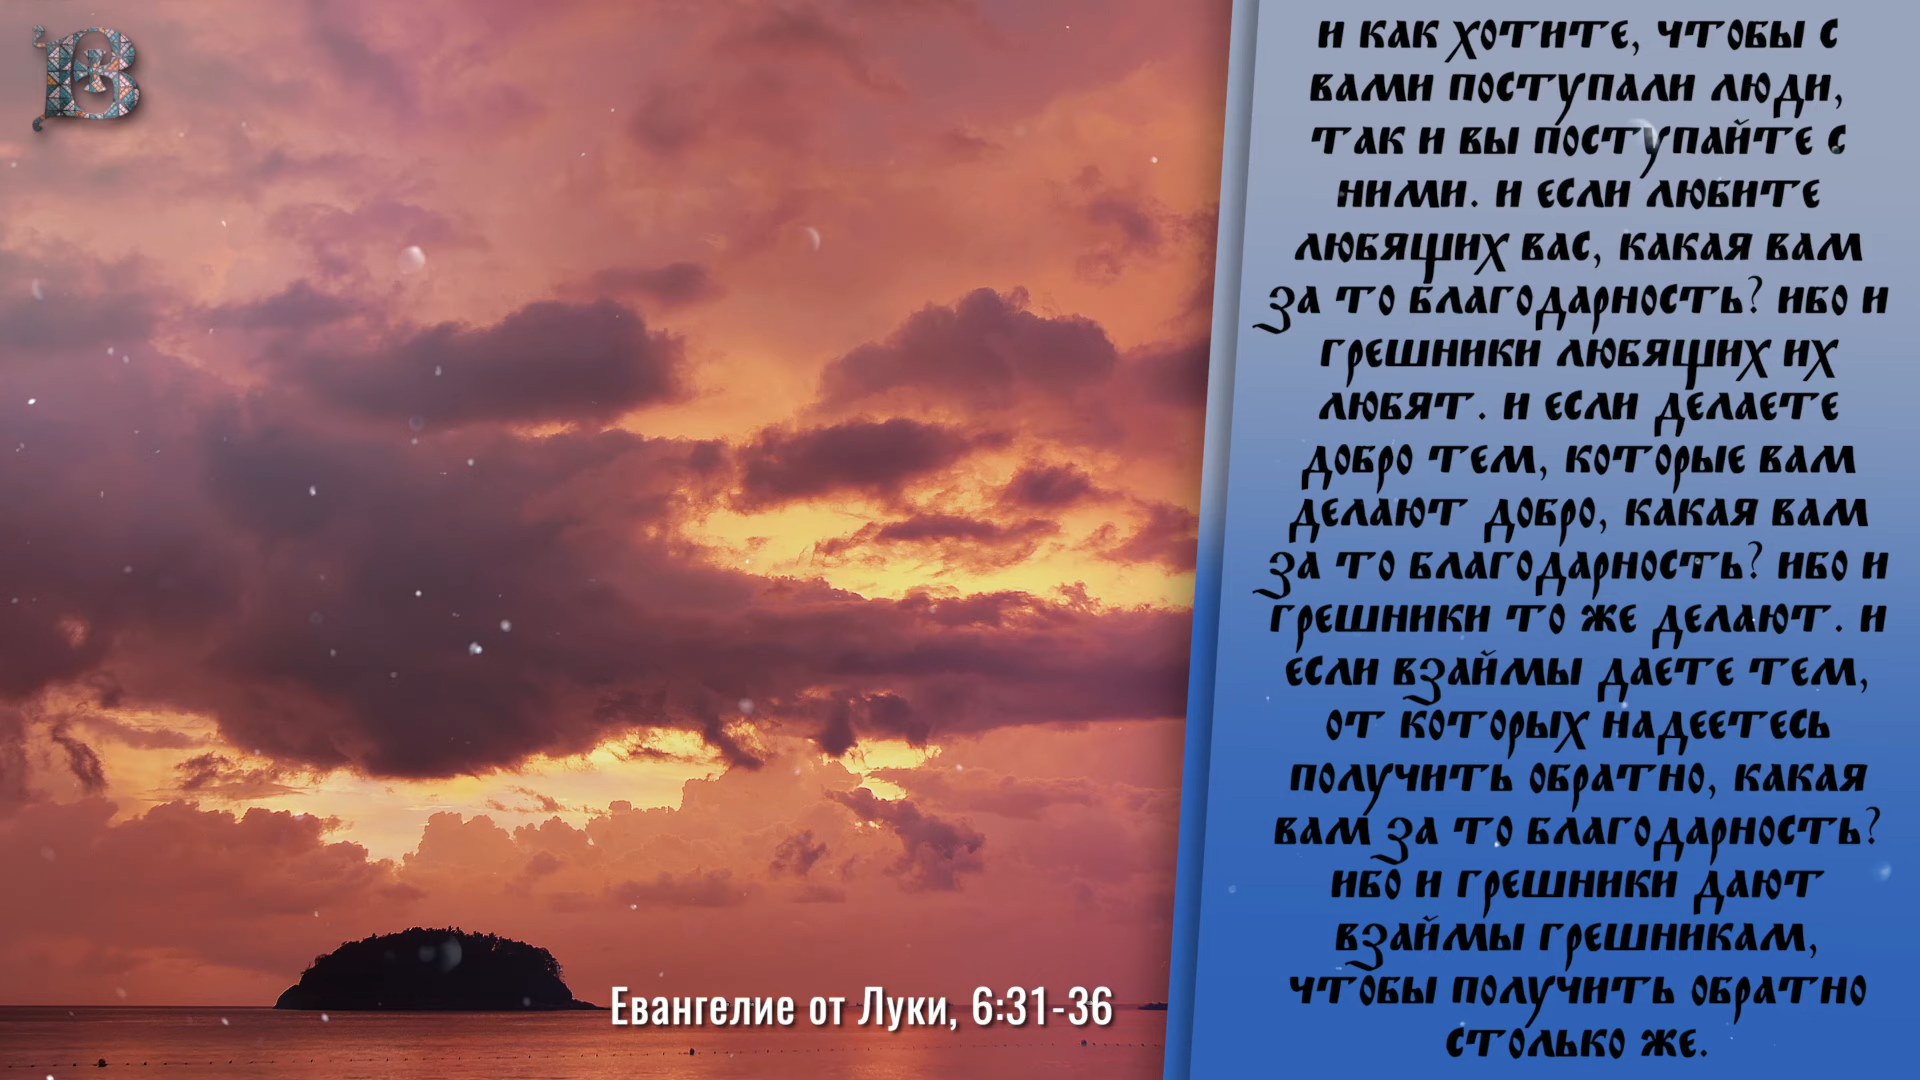 и как хотите, чтобы с
вами поступали люди,
так и вы поступайте с
ними. и если любите
любящих вас, какая вам
за то благодарность? ибо и
грешники любящих их
любят. и если делаете
добро тем, которые вам
делают добро, какая вам
за то благодарность? ибо и
грешники то же делают. и
если взаймы даете тем,
от которых надеетесь
получить обратно, какая
вам за то благодарность?
ибо и грешники дают
взаймы грешникам,
чтобы получить обратно
столько же.
Евангелие от Луки, 6:31-36